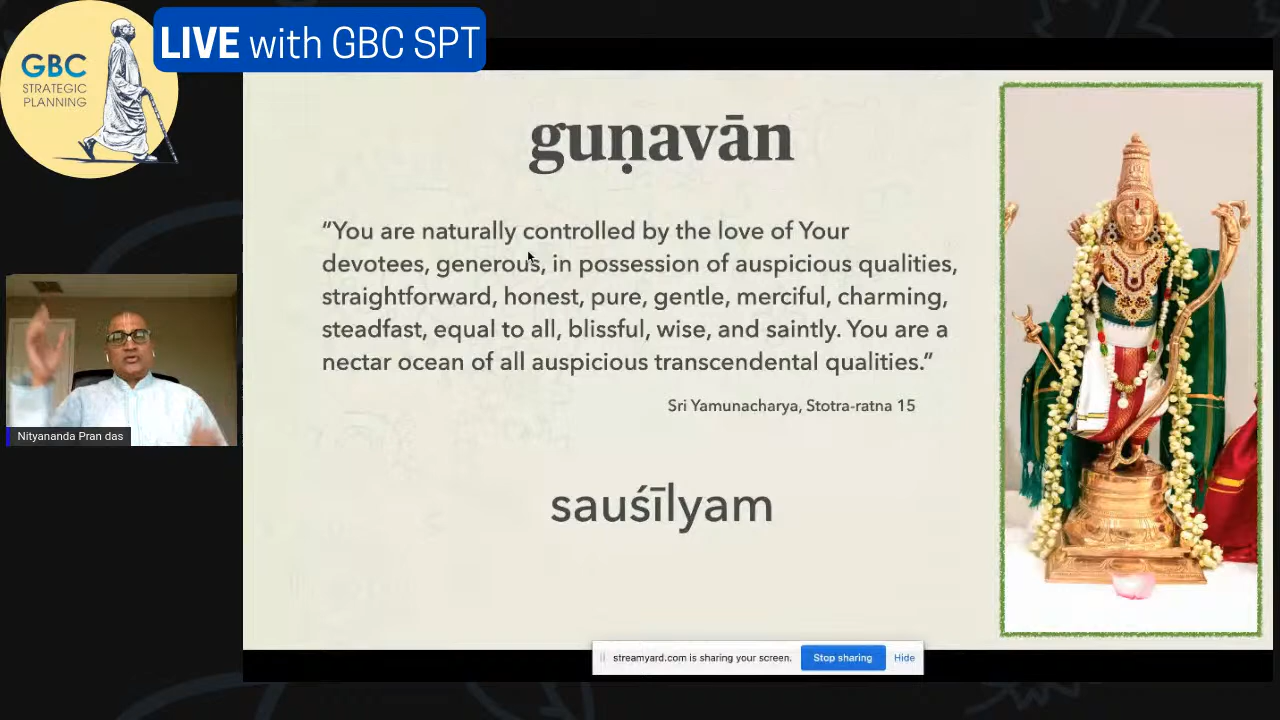 LIVE with GBC SPT
GBC
STRATEGIC
PLANNING
guṇavān
“You are naturally controlled by the love of Your
devotees, generous, in possession of auspicious qualities,
straightforward, honest, pure, gentle, merciful, charming,
steadfast, equal to all, blissful, wise, and saintly. You are a
nectar ocean of all auspicious transcendental qualities.”
Sri Yamunacharya, Stotra-ratna 15
sauśīlyam
Nityananda Pran das
streamyard.com is sharing your screen.
Stop sharing
Hide